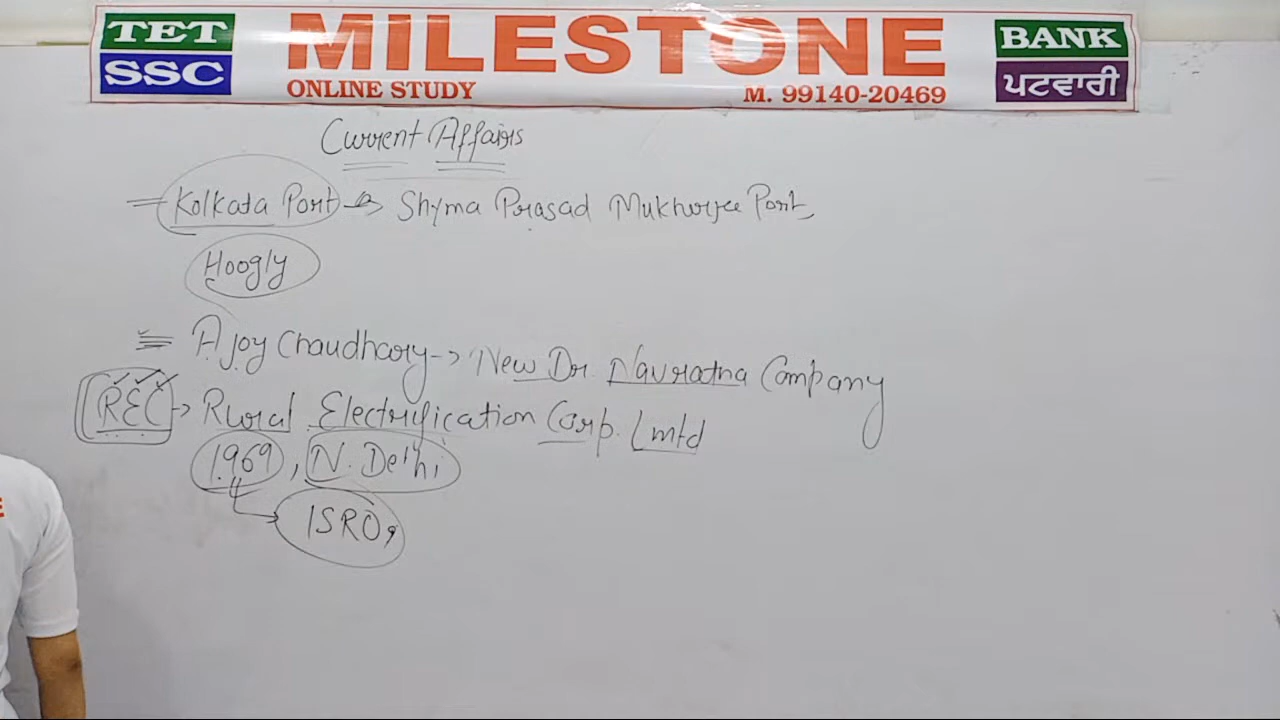 TET
SSC
MILESTONE
ONLINE STUDY
M. 99140-20469
BANK
ਪਟਵਾਰੀ
Current Affairs
Kolkata Port → Shyma Prasad Mukherjee Port,
Hoogly
Ajoy Chaudhary → New Dr. Navratna Company
REC → Rural Electrification Corp. Lmtd
1969, N. Delhi
ISRO,